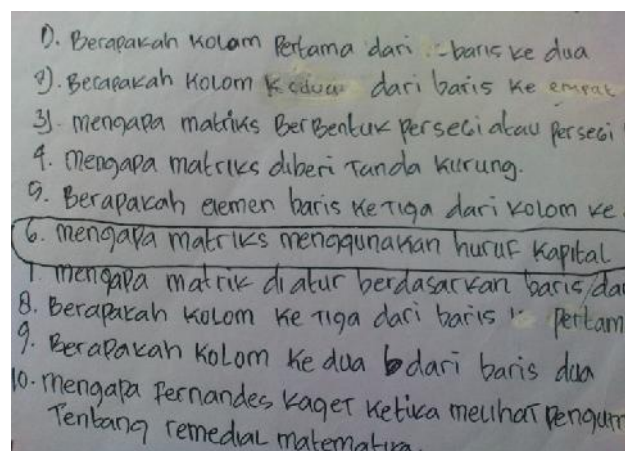 1). Berapakah kolom pertama dari baris ke dua
2). Berapakah kolom kedua dari baris ke empat
3). mengapa matriks Berbentuk persegi atau persegi
4. mengapa matriks diberi Tanda kurung.
5. Berapakah elemen baris keTiga dari kolom ke
6. mengapa matriks menggunakan huruf kapital
7. mengapa matrik diatur berdasarkan baris/da
8. Berapakah kolom ke Tiga dari baris pertam
9. Berapakah kolom ke dua dari baris dua
10. mengapa Fernandes kaget ketika melihat pengum
Tentang remedial matematika.